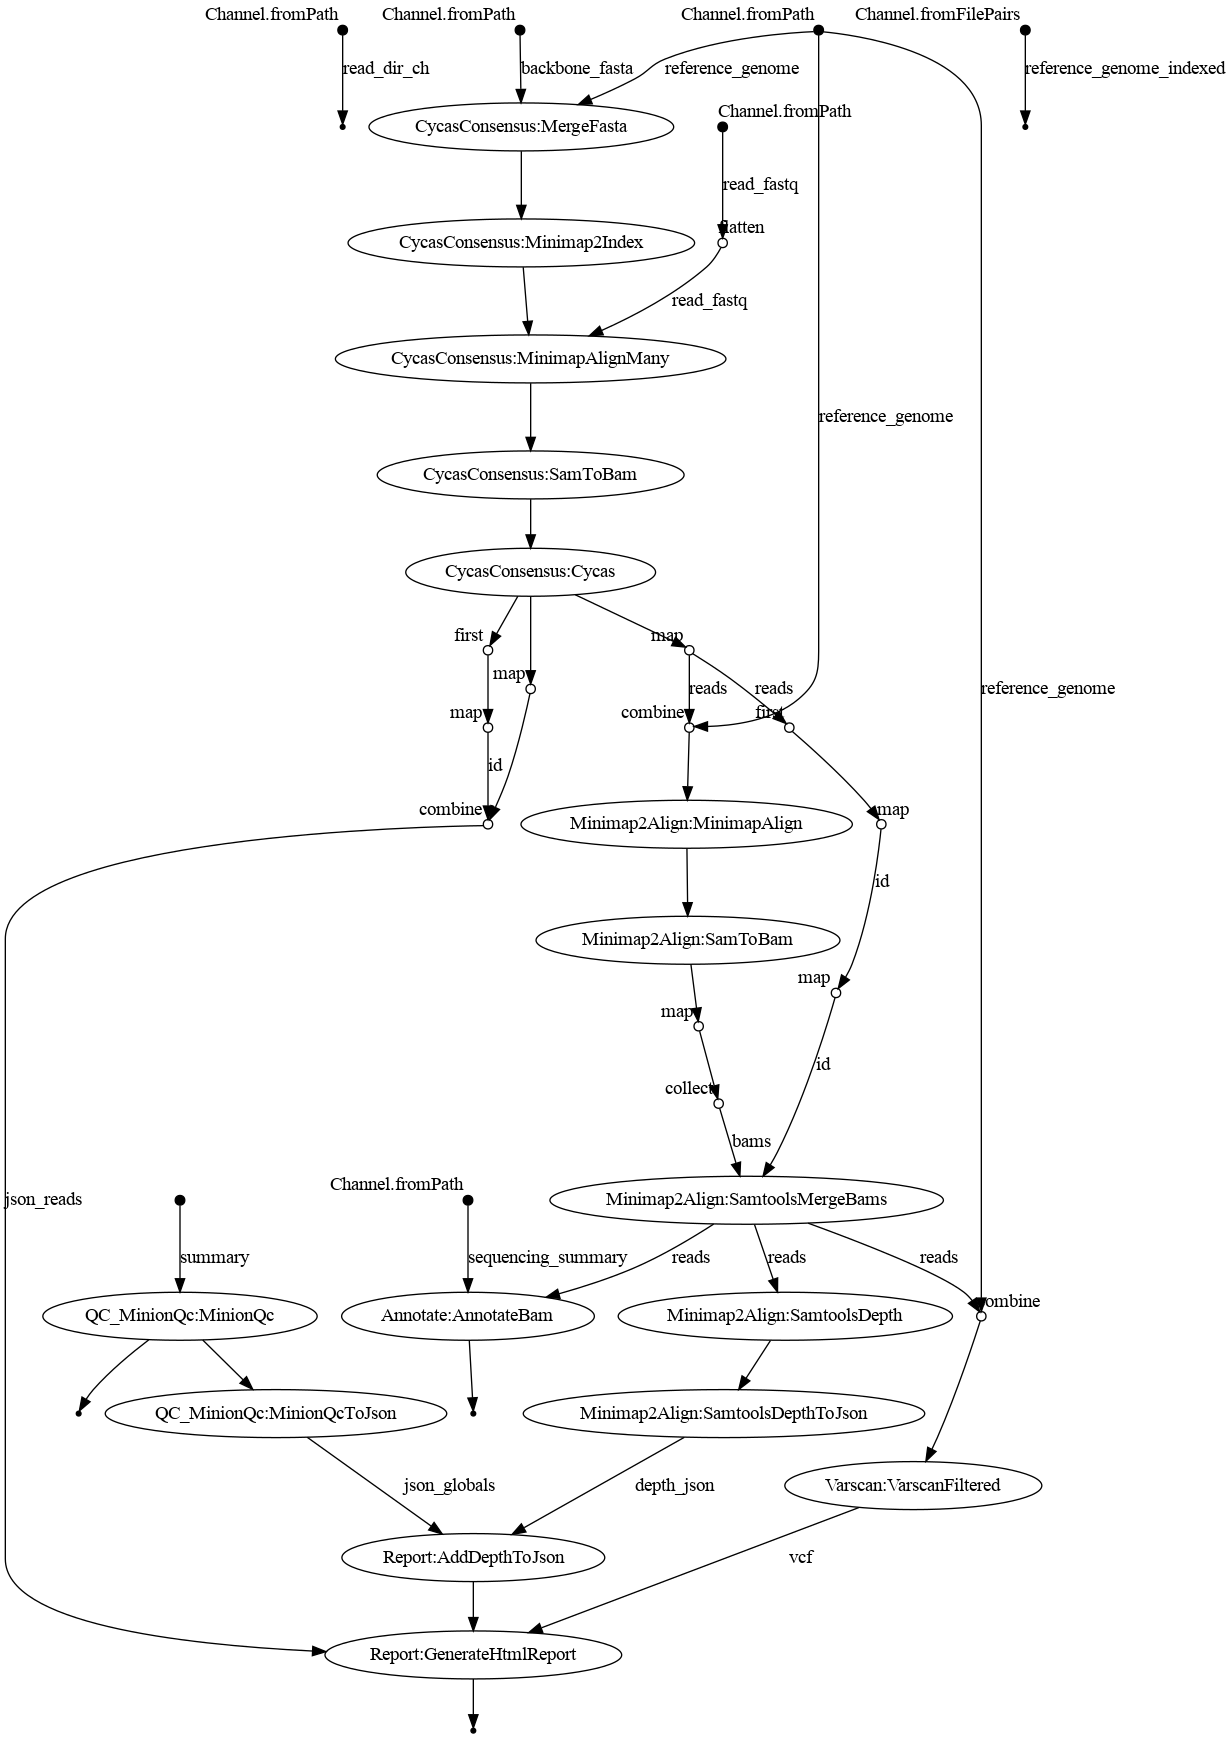 Channel.fromPath
Channel.fromPath
Channel.fromPath
Channel.fromFilePairs
read_dir_ch
backbone_fasta
reference_genome
reference_genome_indexed
Channel.fromPath
CycasConsensus:MergeFasta
read_fastq
flatten
CycasConsensus:Minimap2Index
read_fastq
CycasConsensus:MinimapAlignMany
reference_genome
CycasConsensus:SamToBam
CycasConsensus:Cycas
first
map
map
reads
reads
reference_genome
map
combine
first
id
combine
Minimap2Align:MinimapAlign
map
id
Minimap2Align:SamToBam
map
map
id
collect
bams
Channel.fromPath
json_reads
Minimap2Align:SamtoolsMergeBams
summary
sequencing_summary
reads
reads
reads
combine
QC_MinionQc:MinionQc
Annotate:AnnotateBam
Minimap2Align:SamtoolsDepth
QC_MinionQc:MinionQcToJson
Minimap2Align:SamtoolsDepthToJson
json_globals
depth_json
Varscan:VarscanFiltered
Report:AddDepthToJson
vcf
Report:GenerateHtmlReport